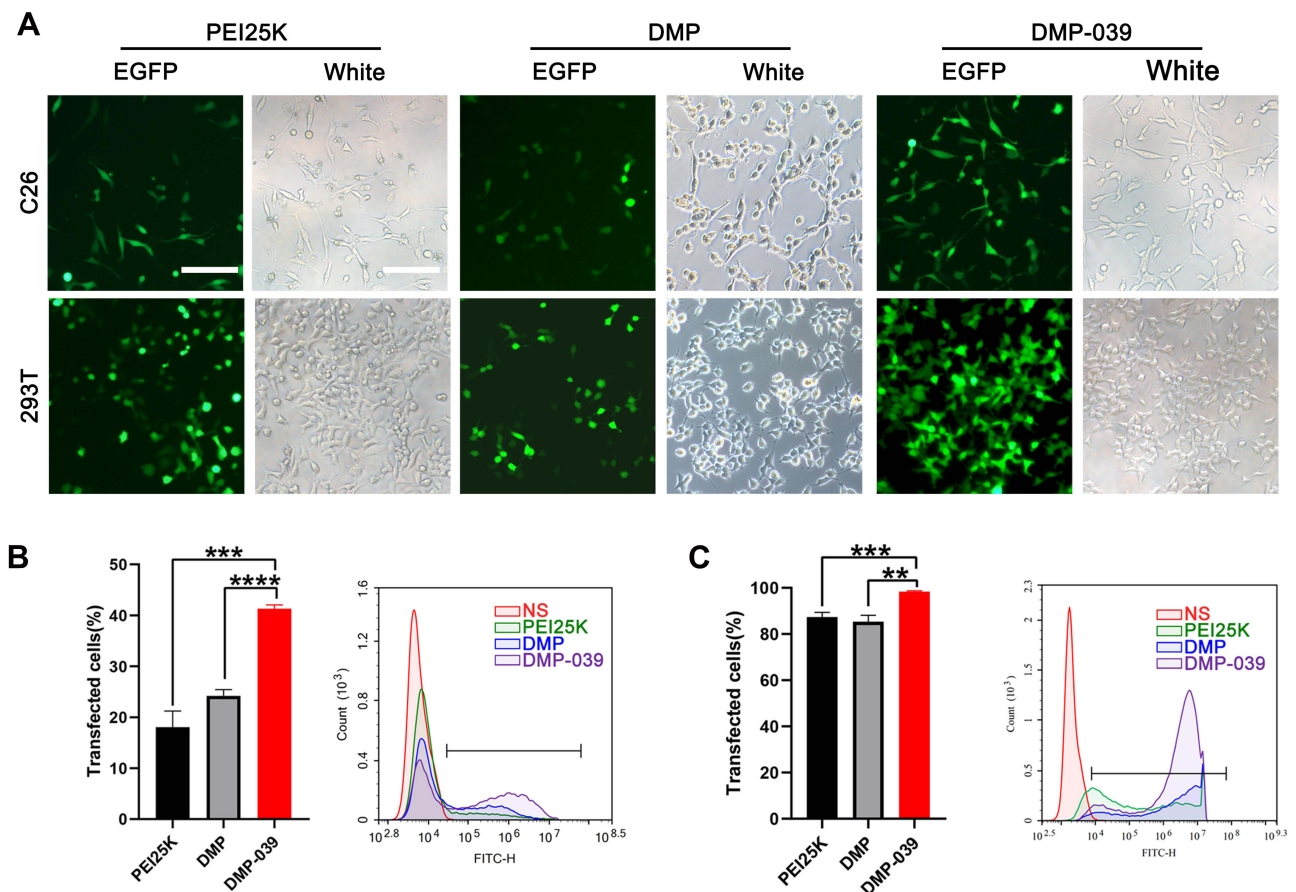 A
PEI25K
DMP
DMP-039
EGFP
White
EGFP
White
EGFP
White
C26
293T
B
Transfected cells(%)
50
40
30
20
10
0
***
****
PEI25K
DMP
DMP-039
Count (10^3)
1.6
1.2
0.8
0.4
0
NS
PEI25K
DMP
DMP-039
10^2.8
10^4
10^5
10^6
10^7
10^8.5
FITC-H
C
Transfected cells(%)
100
80
60
40
20
0
***
**
PEI25K
DMP
DMP-039
Count (10^3)
2.3
2
1.5
1
0.5
0
NS
PEI25K
DMP
DMP-039
10^2.5
10^4
10^5
10^6
10^7
10^8
10^9.3
FITC-H